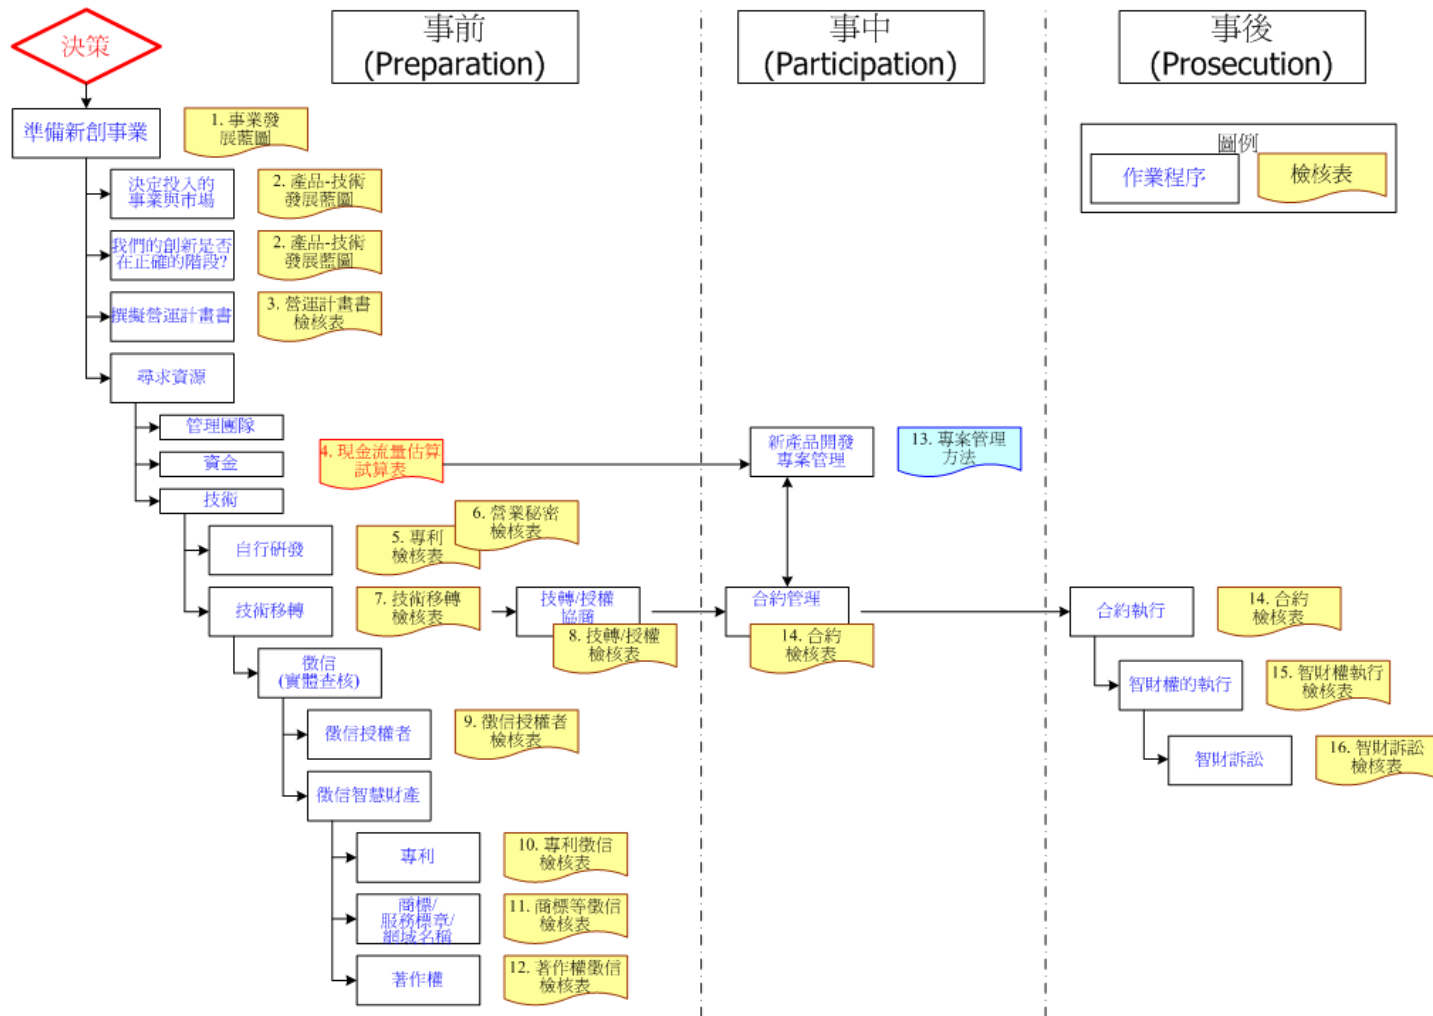 決策
事前
(Preparation)
事中
(Participation)
事後
(Prosecution)
準備新創事業
1. 事業發
展藍圖
圖例
作業程序
檢核表
決定投入的
事業與市場
2. 產品-技術
發展藍圖
我們的創新是否
在正確的階段?
2. 產品-技術
發展藍圖
撰擬營運計畫書
3. 營運計畫書
檢核表
尋求資源
管理團隊
資金
技術
4. 現金流量估算
試算表
新產品開發
專案管理
13. 專案管理
方法
自行研發
5. 專利
檢核表
6. 營業秘密
檢核表
技術移轉
7. 技術移轉
檢核表
技轉/授權
協商
8. 技轉/授權
檢核表
合約管理
14. 合約
檢核表
合約執行
14. 合約
檢核表
徵信
(實體查核)
智財權的執行
15. 智財權執行
檢核表
徵信授權者
9. 徵信授權者
檢核表
智財訴訟
16. 智財訴訟
檢核表
徵信智慧財產
專利
10. 專利徵信
檢核表
商標/
服務標章/
網域名稱
11. 商標等徵信
檢核表
著作權
12. 著作權徵信
檢核表